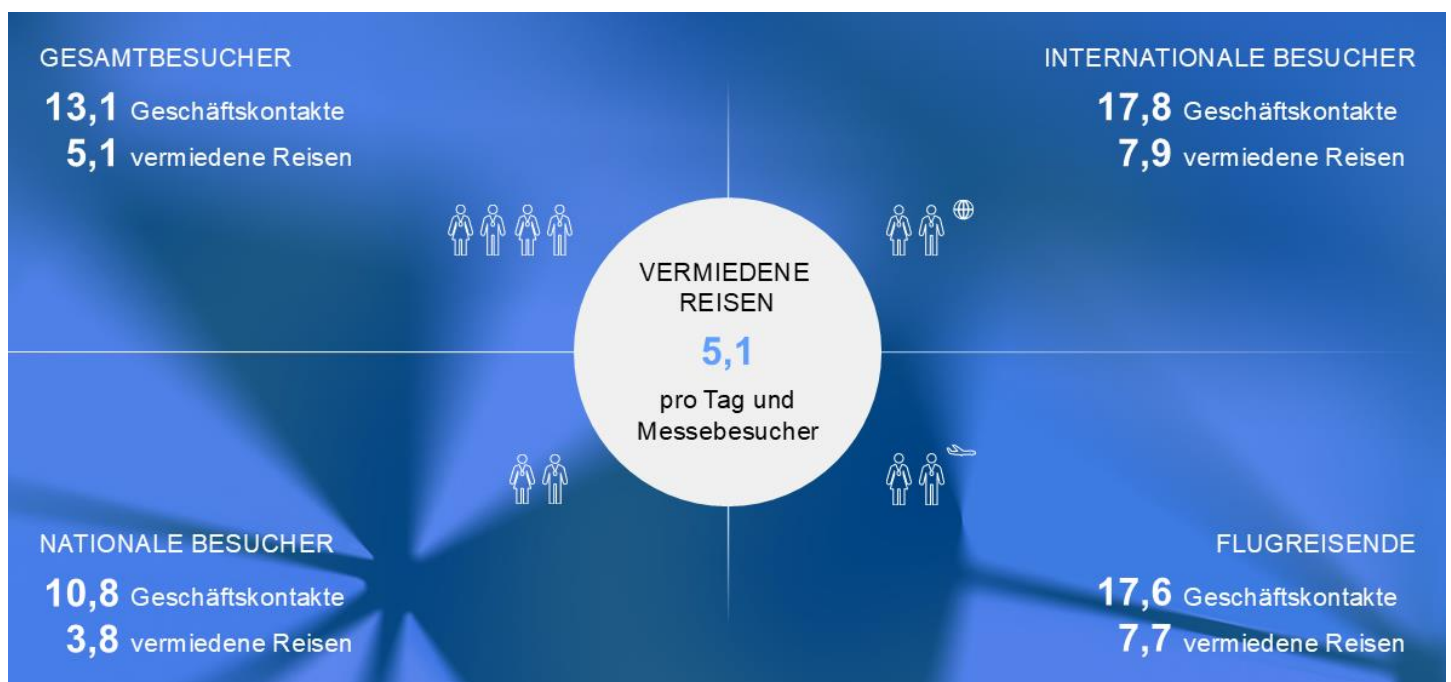 GESAMTBESUCHER
13,1 Geschäftskontakte
5,1 vermiedene Reisen
INTERNATIONALE BESUCHER
17,8 Geschäftskontakte
7,9 vermiedene Reisen
VERMIEDENE
REISEN
5,1
pro Tag und
Messebesucher
NATIONALE BESUCHER
10,8 Geschäftskontakte
3,8 vermiedene Reisen
FLUGREISENDE
17,6 Geschäftskontakte
7,7 vermiedene Reisen